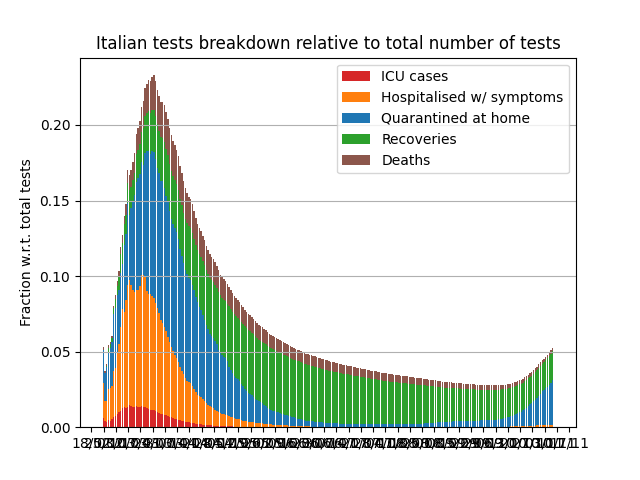 Italian tests breakdown relative to total number of tests
ICU cases
Hospitalised w/ symptoms
Quarantined at home
Recoveries
Deaths
Fraction w.r.t. total tests
0.20
0.15
0.10
0.05
0.00